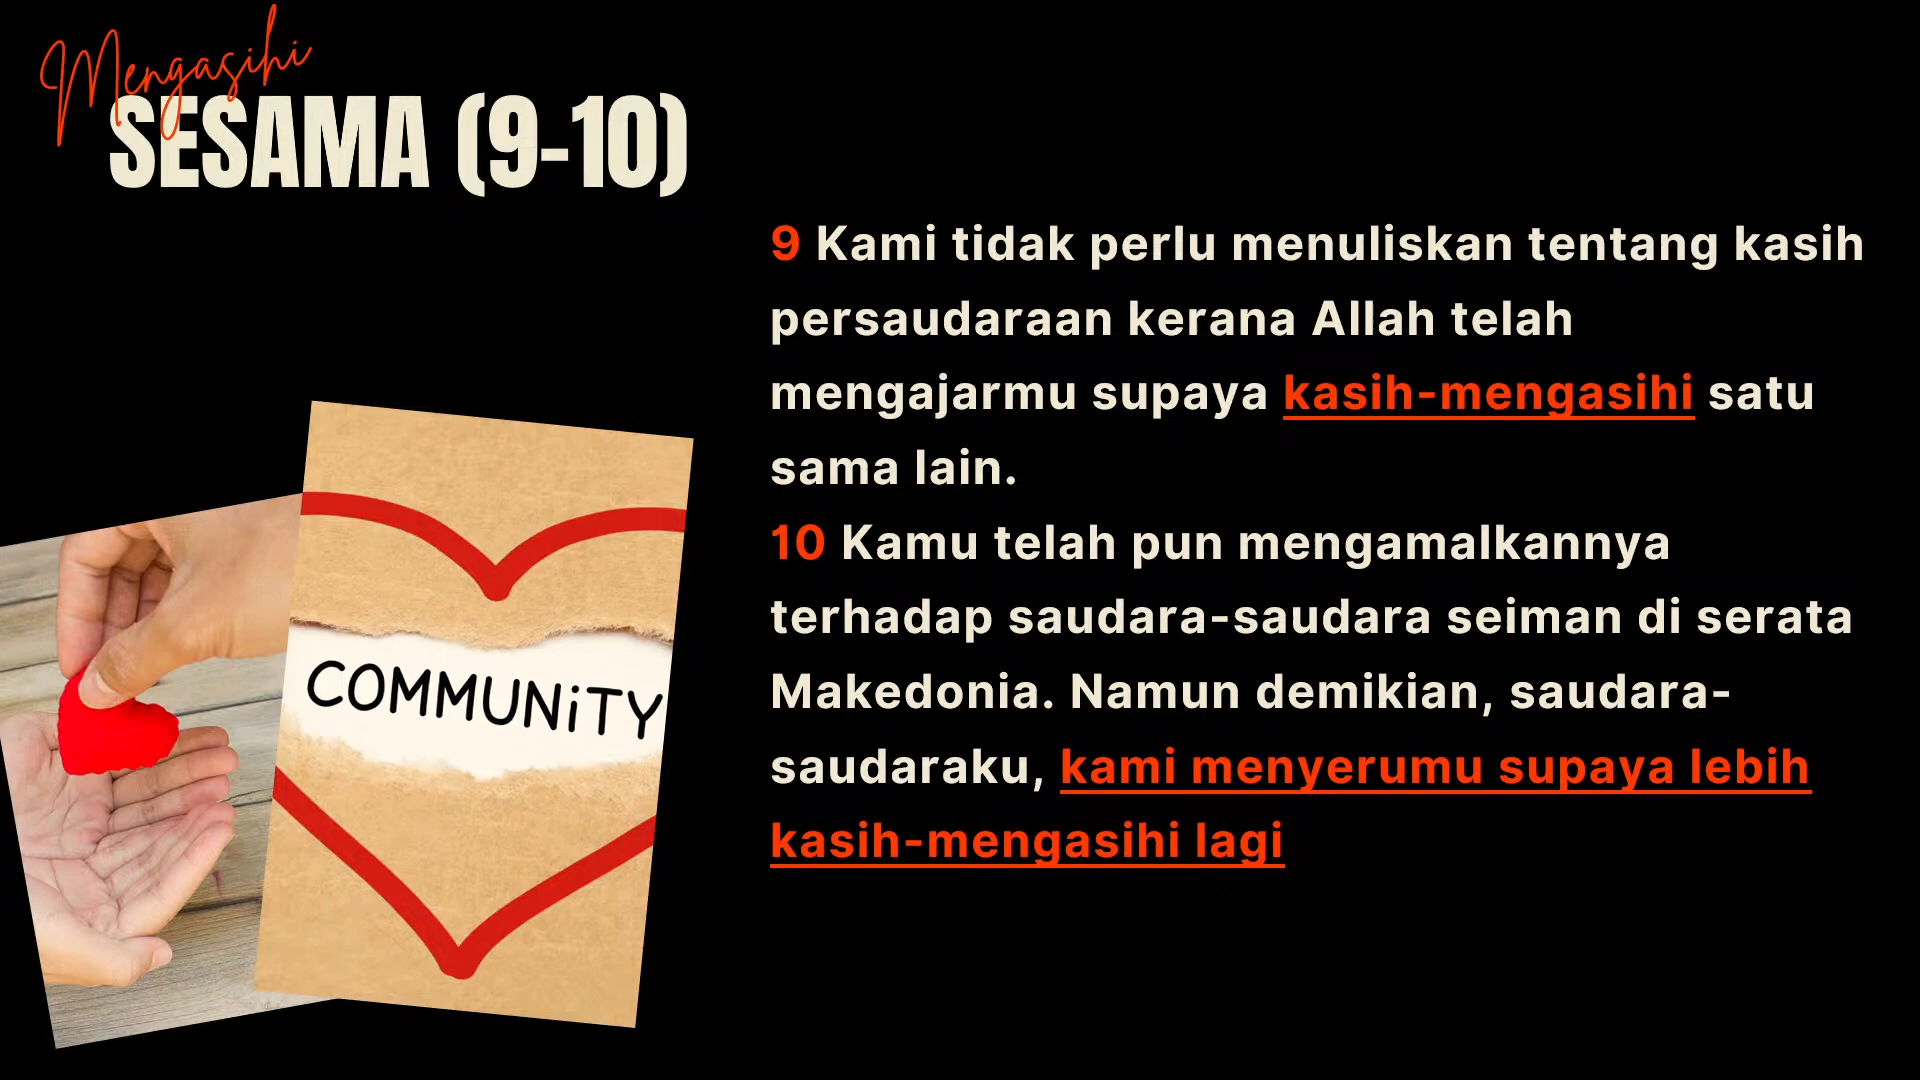 Mengasihi
SESAMA (9-10)
9 Kami tidak perlu menuliskan tentang kasih
persaudaraan kerana Allah telah
mengajarmu supaya kasih-mengasihi satu
sama lain.
10 Kamu telah pun mengamalkannya
terhadap saudara-saudara seiman di serata
Makedonia. Namun demikian, saudara-
saudaraku, kami menyerumu supaya lebih
kasih-mengasihi lagi
COMMUNiTY